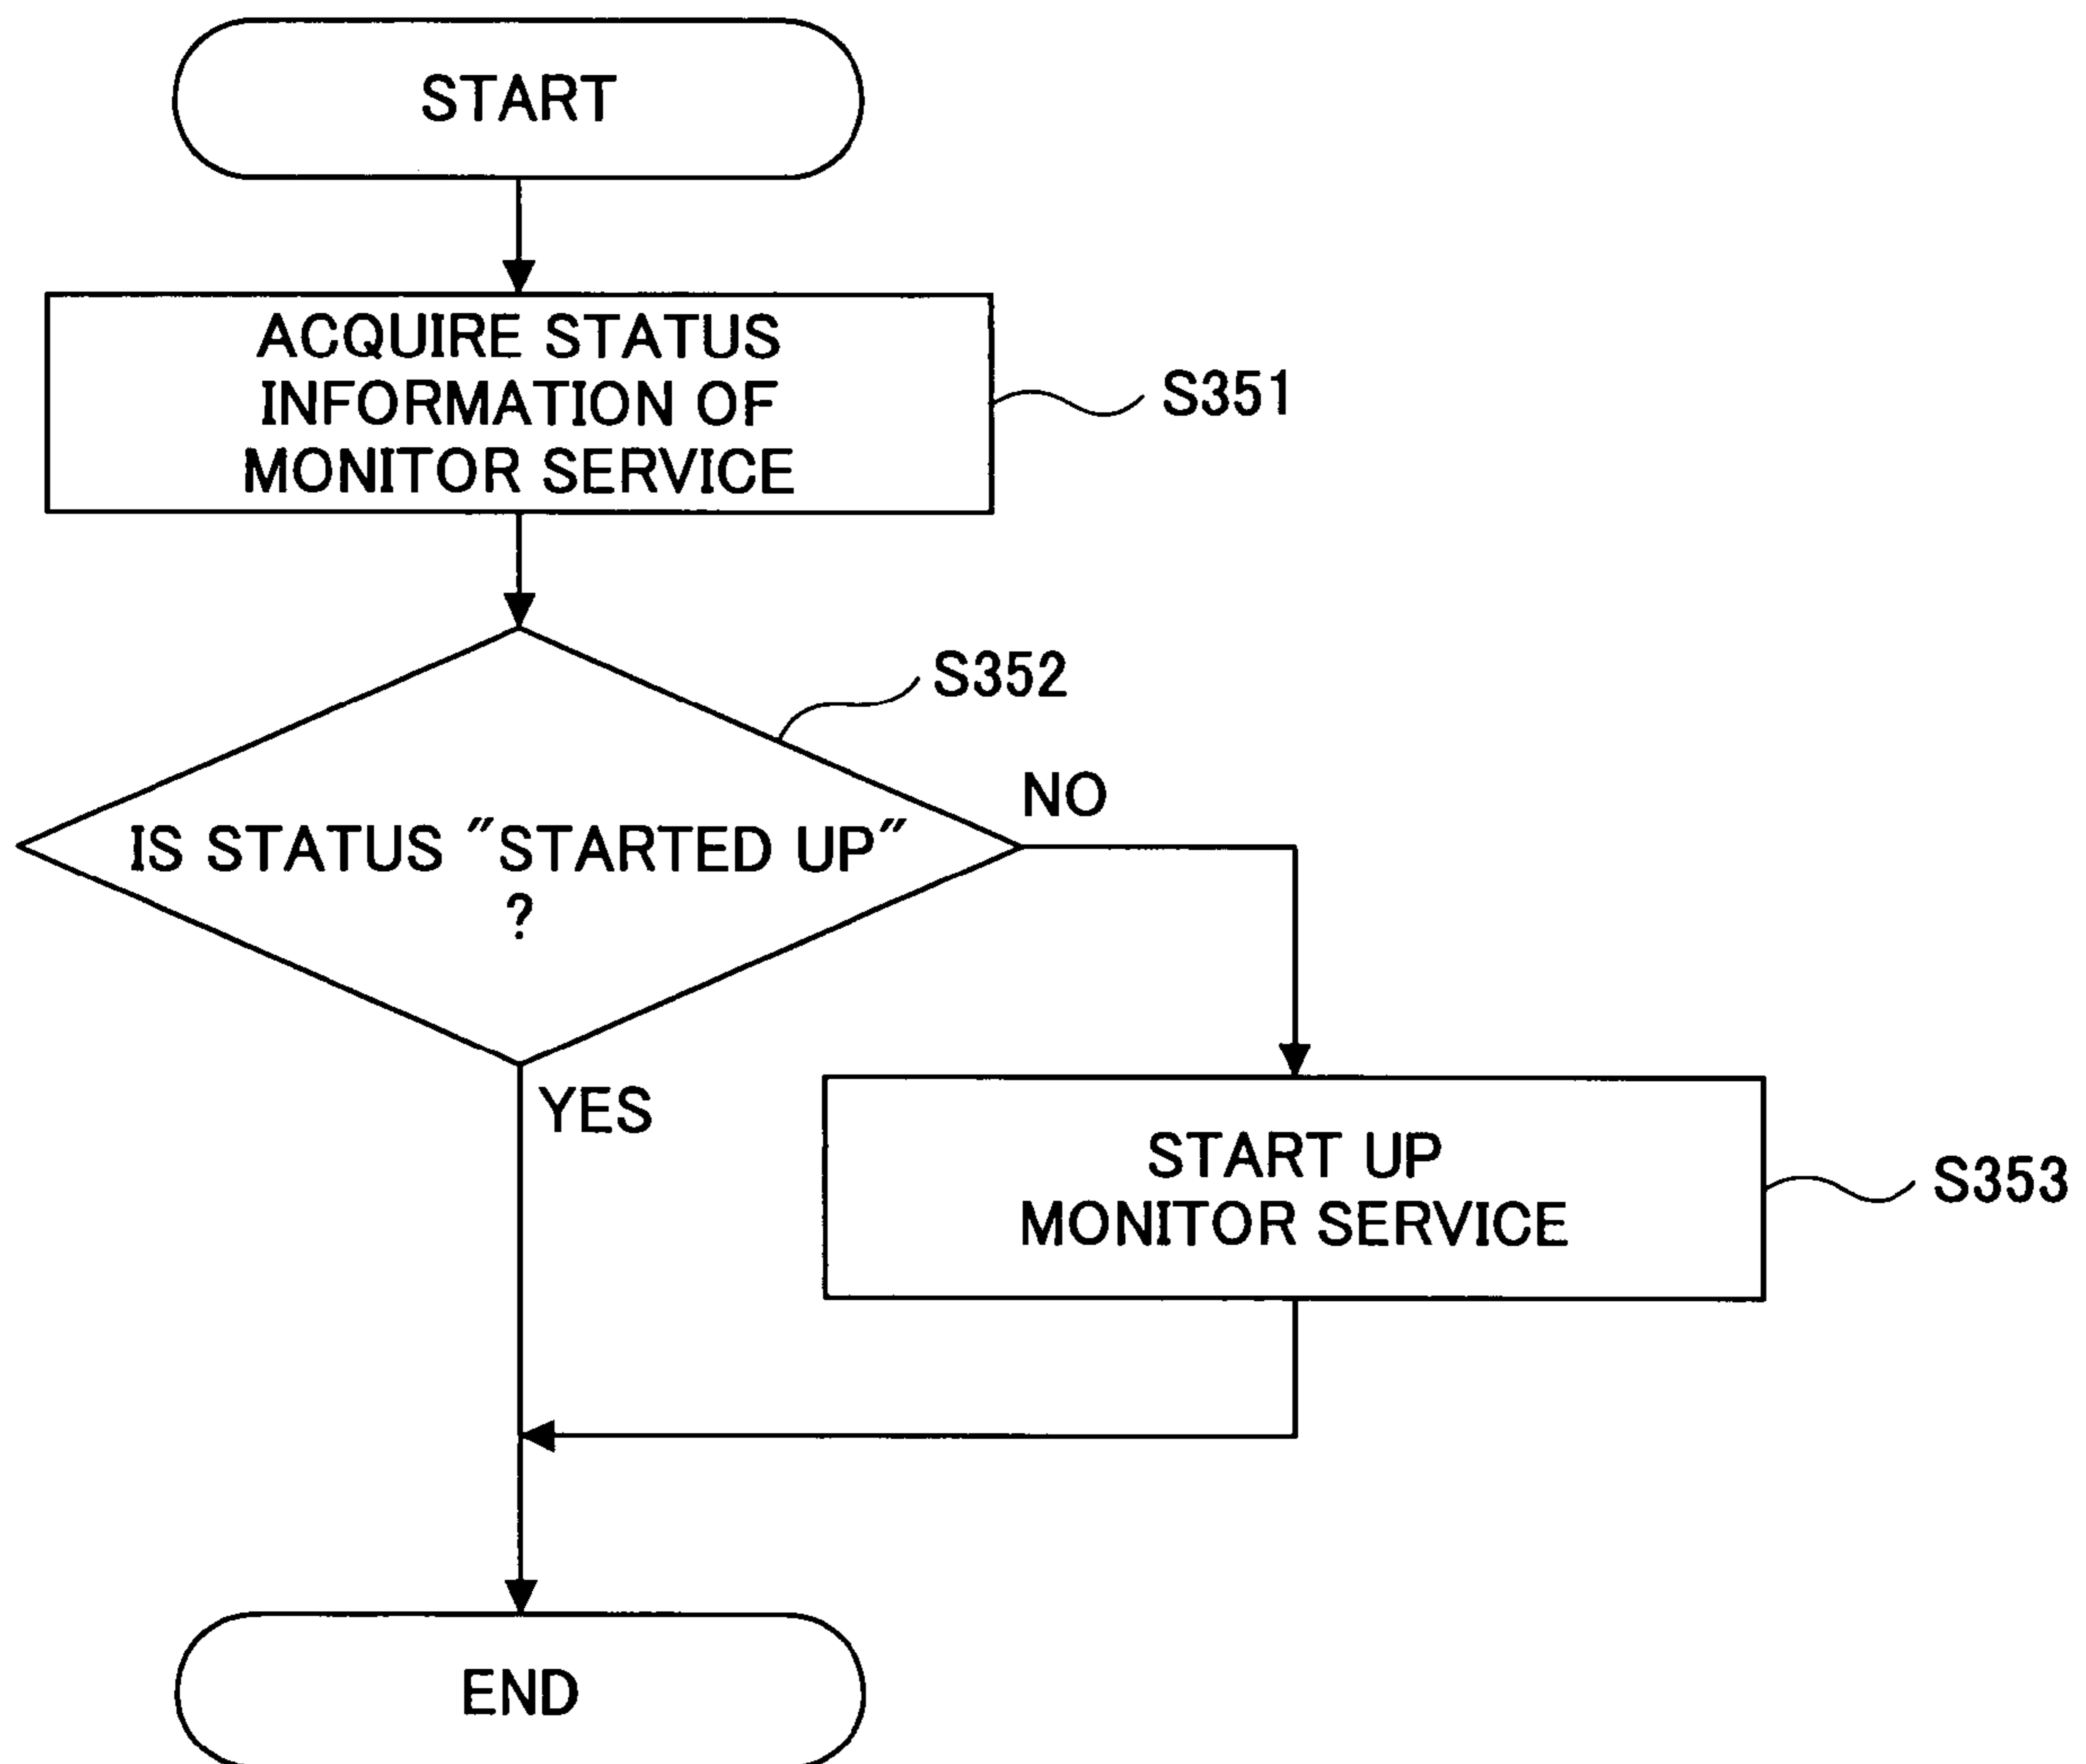 START
ACQUIRE STATUS
INFORMATION OF
MONITOR SERVICE
S351
S352
IS STATUS "STARTED UP"
?
NO
YES
START UP
MONITOR SERVICE
S353
END